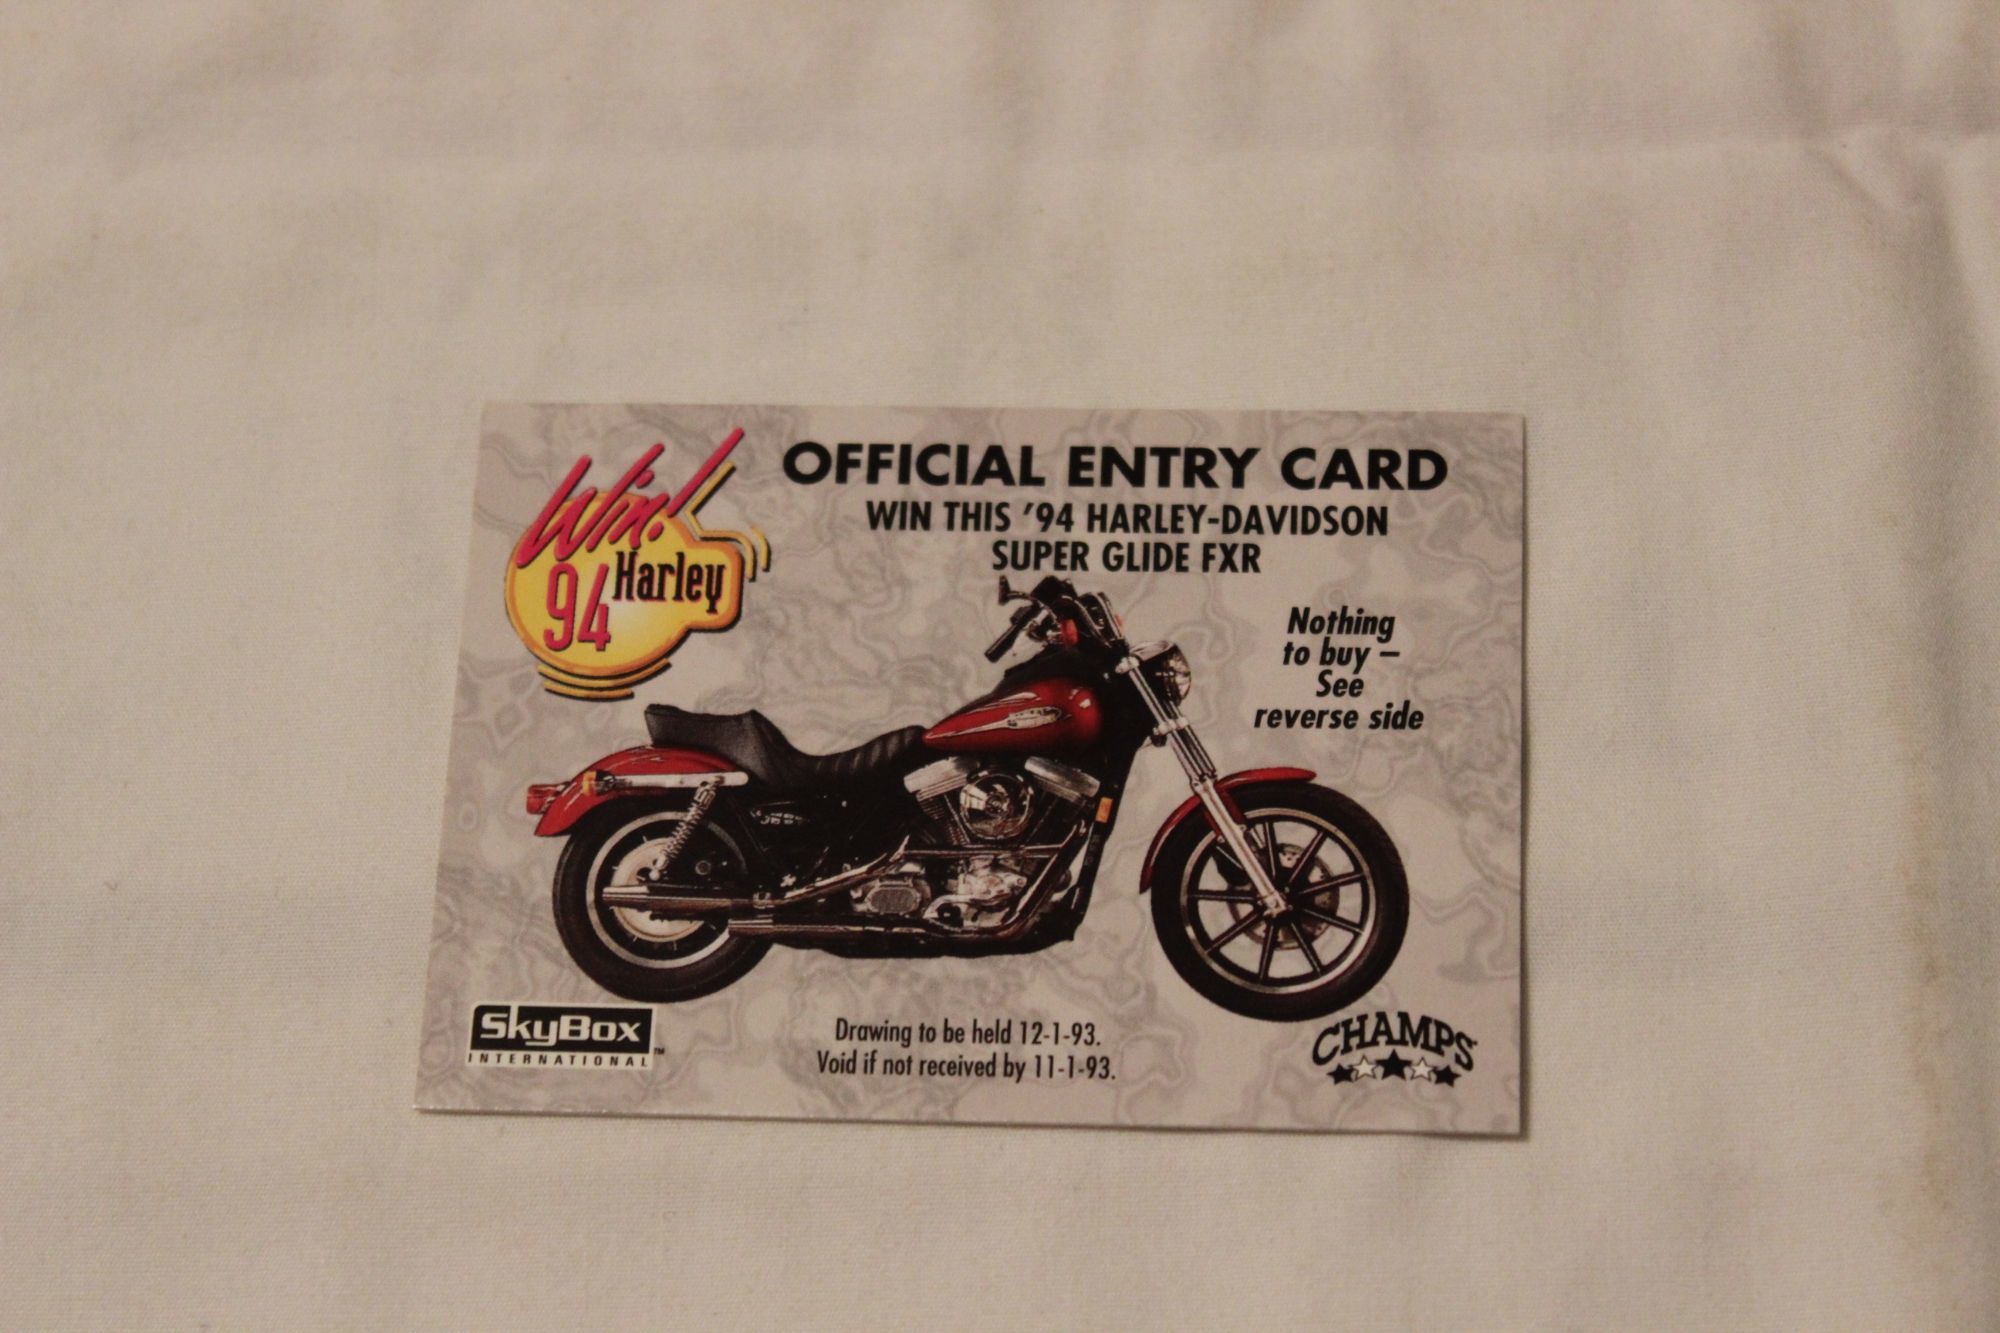 Win!
94 Harley
OFFICIAL ENTRY CARD
WIN THIS '94 HARLEY-DAVIDSON
SUPER GLIDE FXR
Nothing
to buy –
See
reverse side
SkyBox
INTERNATIONAL™
Drawing to be held 12-1-93.
Void if not received by 11-1-93.
CHAMPS